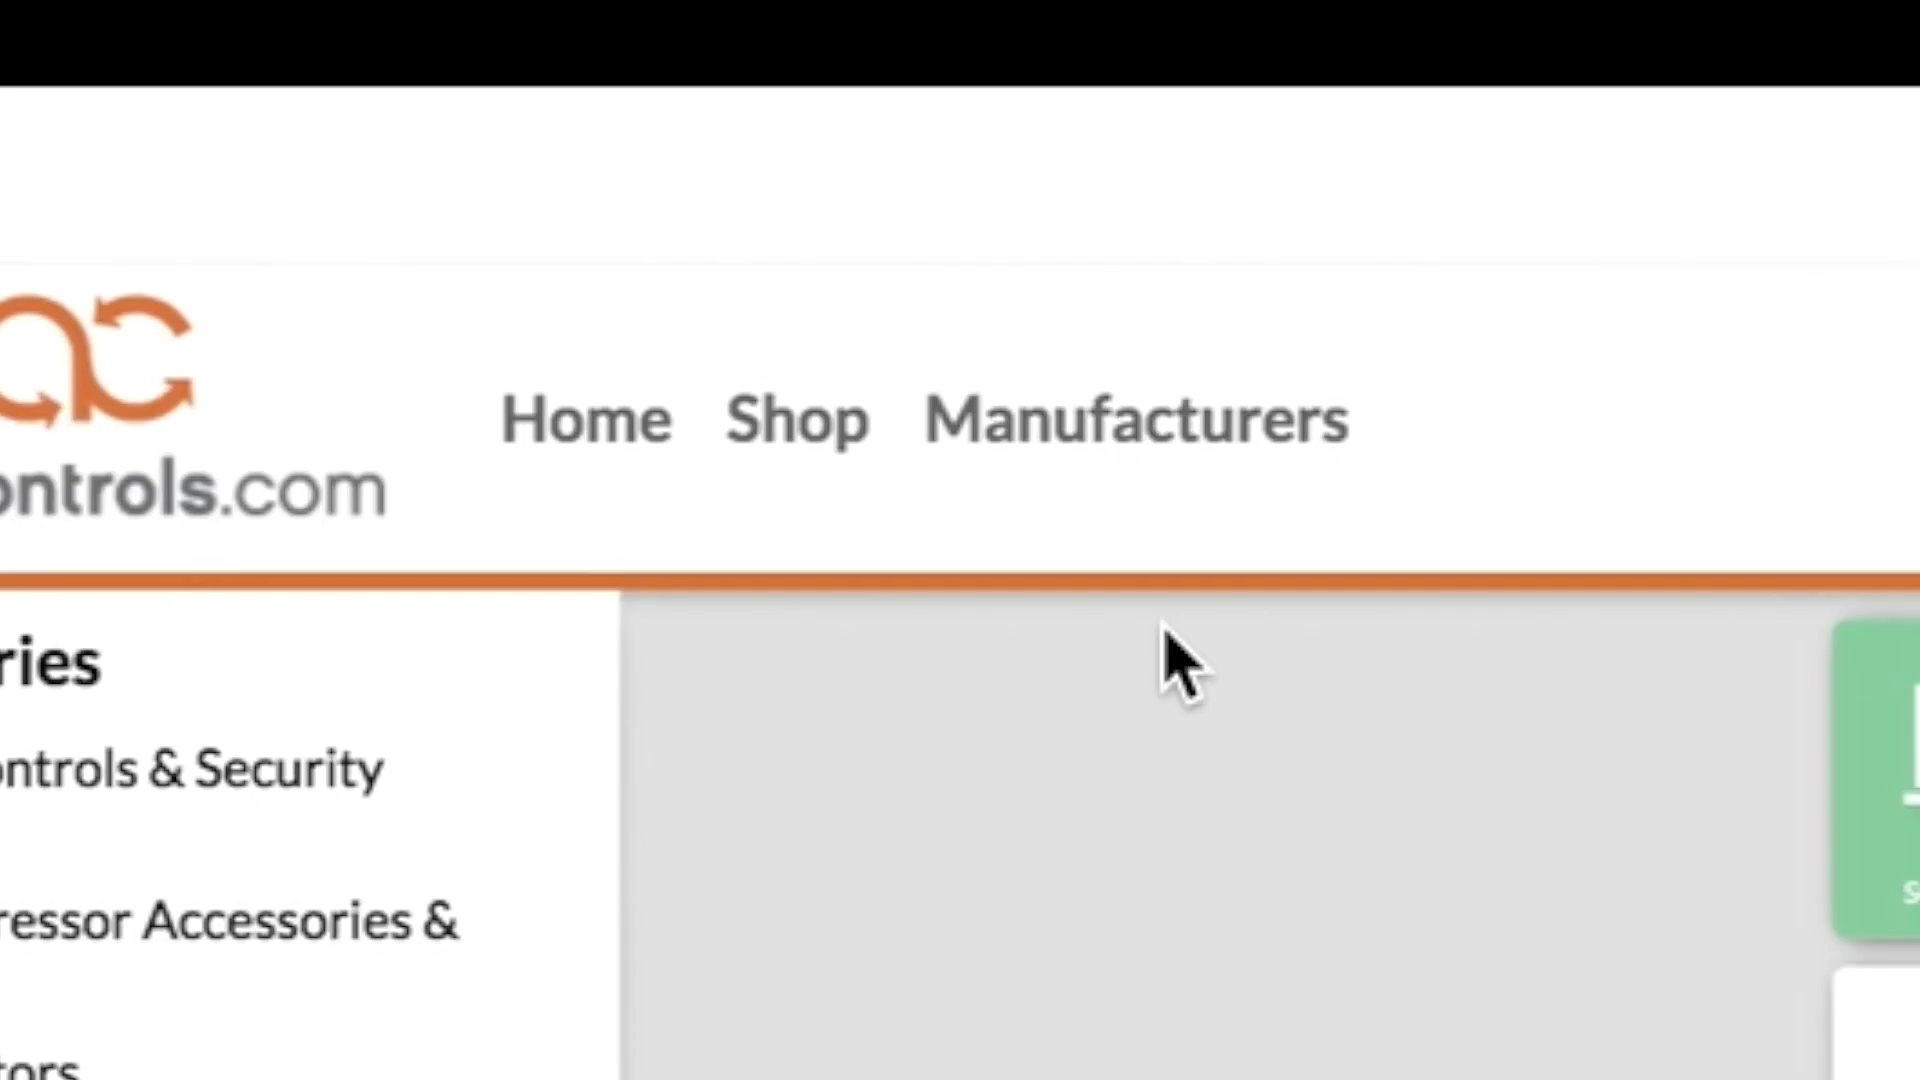 Home Shop Manufacturers
ontrols.com
ries
ontrols & Security
ressor Accessories &
tors